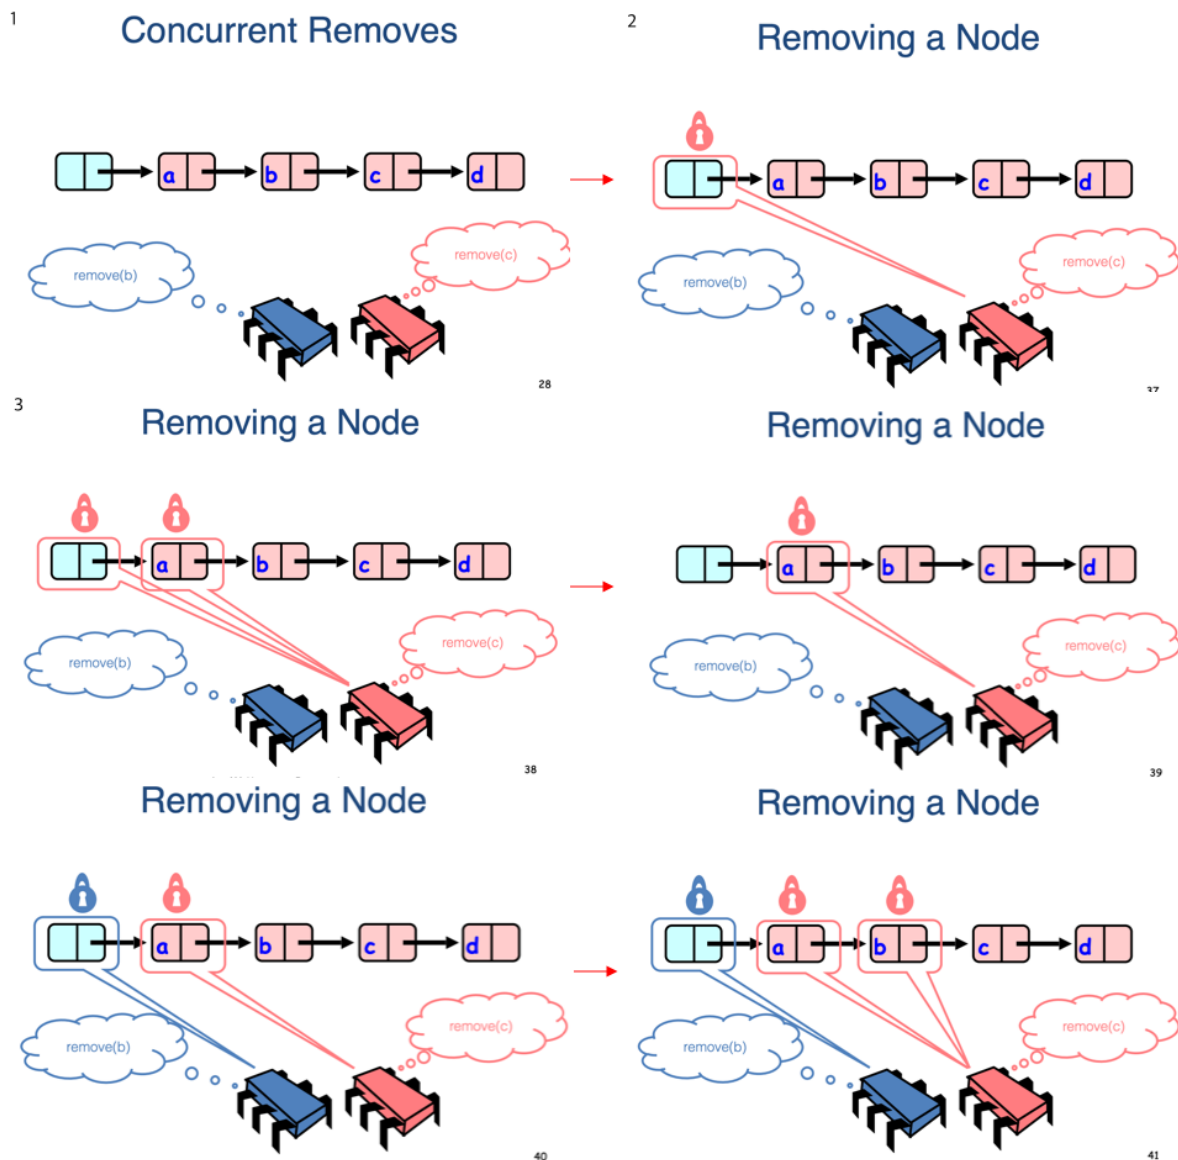 1
Concurrent Removes
a b c d
remove(b)
remove(c)
28
2
Removing a Node
a b c d
remove(b)
remove(c)
37
3
Removing a Node
a b c d
remove(b)
remove(c)
38
Removing a Node
a b c d
remove(b)
remove(c)
39
Removing a Node
a b c d
remove(b)
remove(c)
40
Removing a Node
a b c d
remove(b)
remove(c)
41